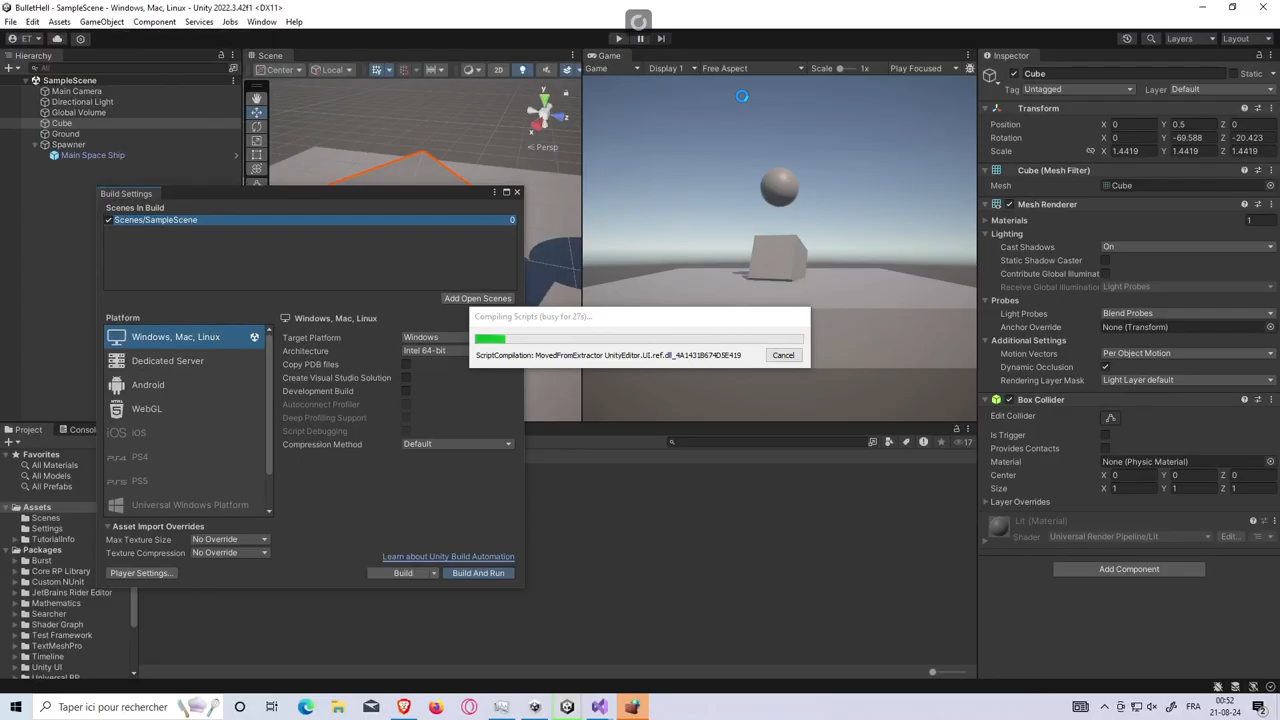 BulletHell - SampleScene - Windows, Mac, Linux - Unity 2022.3.42f1 <DX11>
File Edit Assets GameObject Component Services Jobs Window Help
ET
Layers Layout
Hierarchy
All
SampleScene
Main Camera
Directional Light
Global Volume
Cube
Ground
Spawner
Main Space Ship
Scene
Center Local 2D
y
z
x
Persp
Game
Game Display 1 Free Aspect Scale 1x Play Focused
Build Settings
Scenes In Build
Scenes/SampleScene 0
Add Open Scenes
Platform
Windows, Mac, Linux
Dedicated Server
Android
WebGL
iOS iOS
PS4 PS4
PS5 PS5
Universal Windows Platform
Windows, Mac, Linux
Target Platform Windows
Architecture Intel 64-bit
Copy PDB files
Create Visual Studio Solution
Development Build
Autoconnect Profiler
Deep Profiling Support
Script Debugging
Compression Method Default
Asset Import Overrides
Max Texture Size No Override
Texture Compression No Override
Learn about Unity Build Automation
Player Settings... Build Build And Run
Compiling Scripts (busy for 27s)...
ScriptCompilation: MovedFromExtractor UnityEditor.UI.ref.dll_4A14318674D5E419
Cancel
Project Consol
Favorites
All Materials
All Models
All Prefabs
Assets
Scenes
Settings
TutorialInfo
Packages
Burst
Core RP Library
Custom NUnit
JetBrains Rider Editor
Mathematics
Searcher
Shader Graph
Test Framework
TextMeshPro
Timeline
Unity UI
Universal RP
17
Inspector
Cube Static
Tag Untagged Layer Default
Transform
Position X 0 Y 0.5 Z 0
Rotation X 0 Y -69.588 Z -20.423
Scale X 1.4419 Y 1.4419 Z 1.4419
Cube (Mesh Filter)
Mesh Cube
Mesh Renderer
Materials 1
Lighting
Cast Shadows On
Static Shadow Caster
Contribute Global Illuminat
Receive Global Illumination Light Probes
Probes
Light Probes Blend Probes
Anchor Override None (Transform)
Additional Settings
Motion Vectors Per Object Motion
Dynamic Occlusion
Rendering Layer Mask Light Layer default
Box Collider
Edit Collider
Is Trigger
Provides Contacts
Material None (Physic Material)
Center X 0 Y 0 Z 0
Size X 1 Y 1 Z 1
Layer Overrides
Lit (Material)
Shader Universal Render Pipeline/Lit Edit...
Add Component
Taper ici pour rechercher
FRA
00:52
21-08-24
2